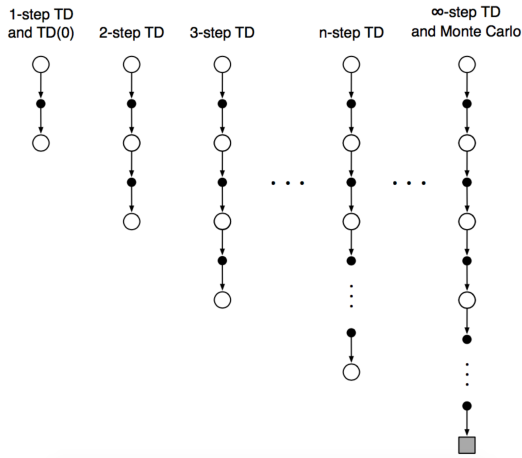 1-step TD
and TD(0)
2-step TD
3-step TD
n-step TD
∞-step TD
and Monte Carlo